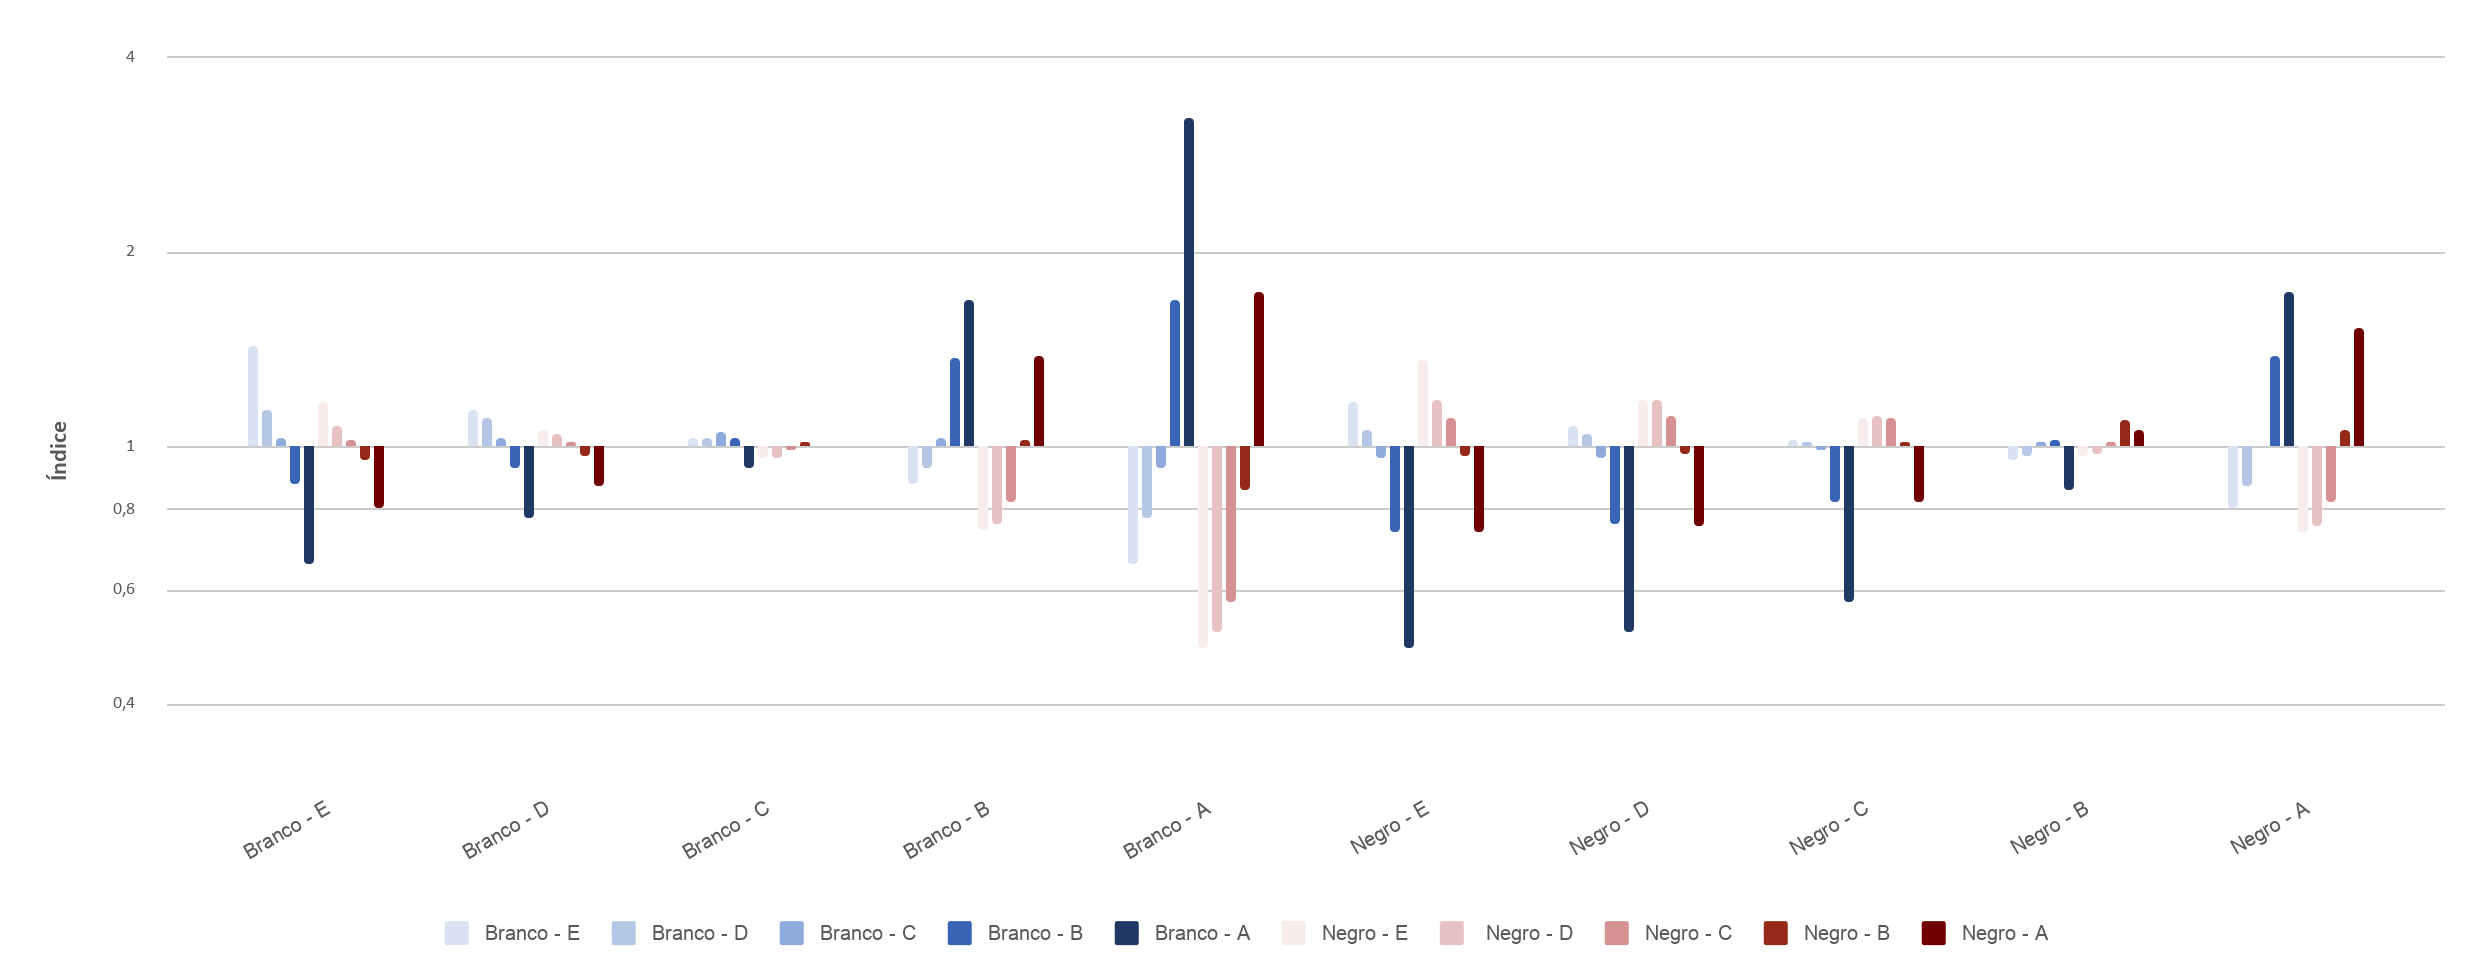 4
2
1
0,8
0,6
0,4
Índice
Branco - E
Branco - D
Branco - C
Branco - B
Branco - A
Negro - E
Negro - D
Negro - C
Negro - B
Negro - A
Branco - E
Branco - D
Branco - C
Branco - B
Branco - A
Negro - E
Negro - D
Negro - C
Negro - B
Negro - A